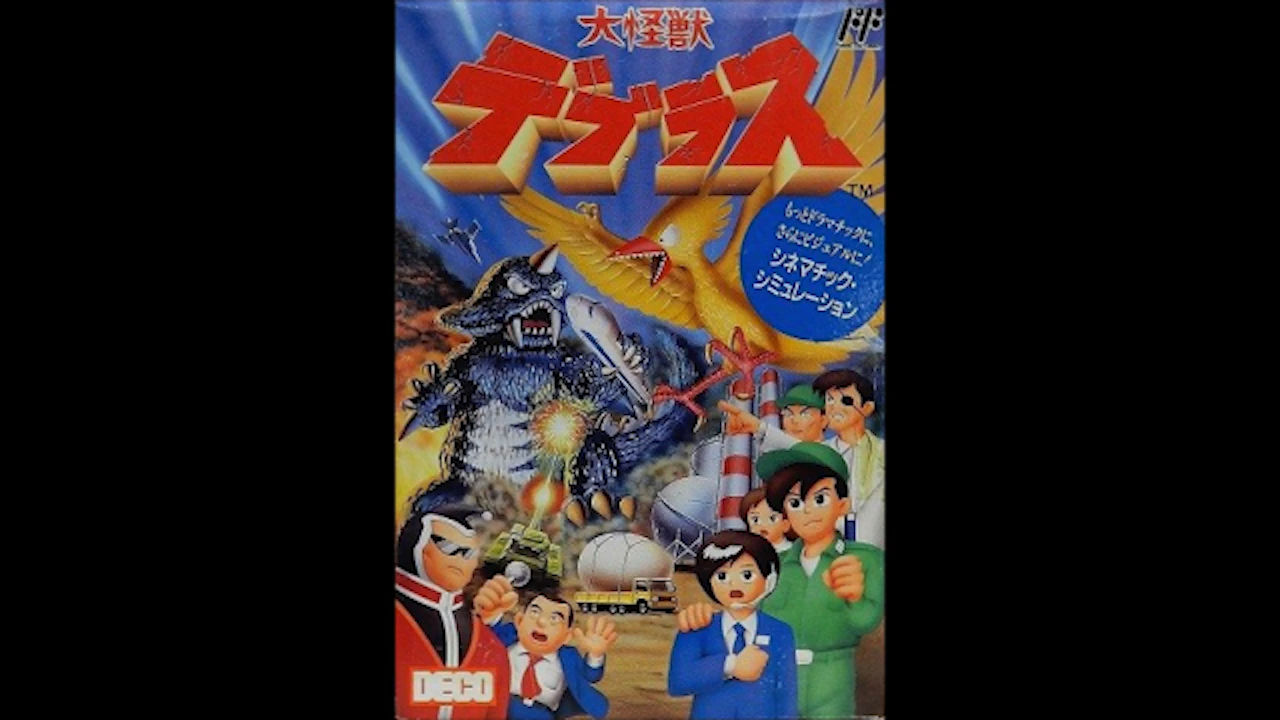 大怪獣
デブラス
TM
もっとドラマチックに、
さらにビジュアルに!
シネマチック・
シミュレーション
DECO